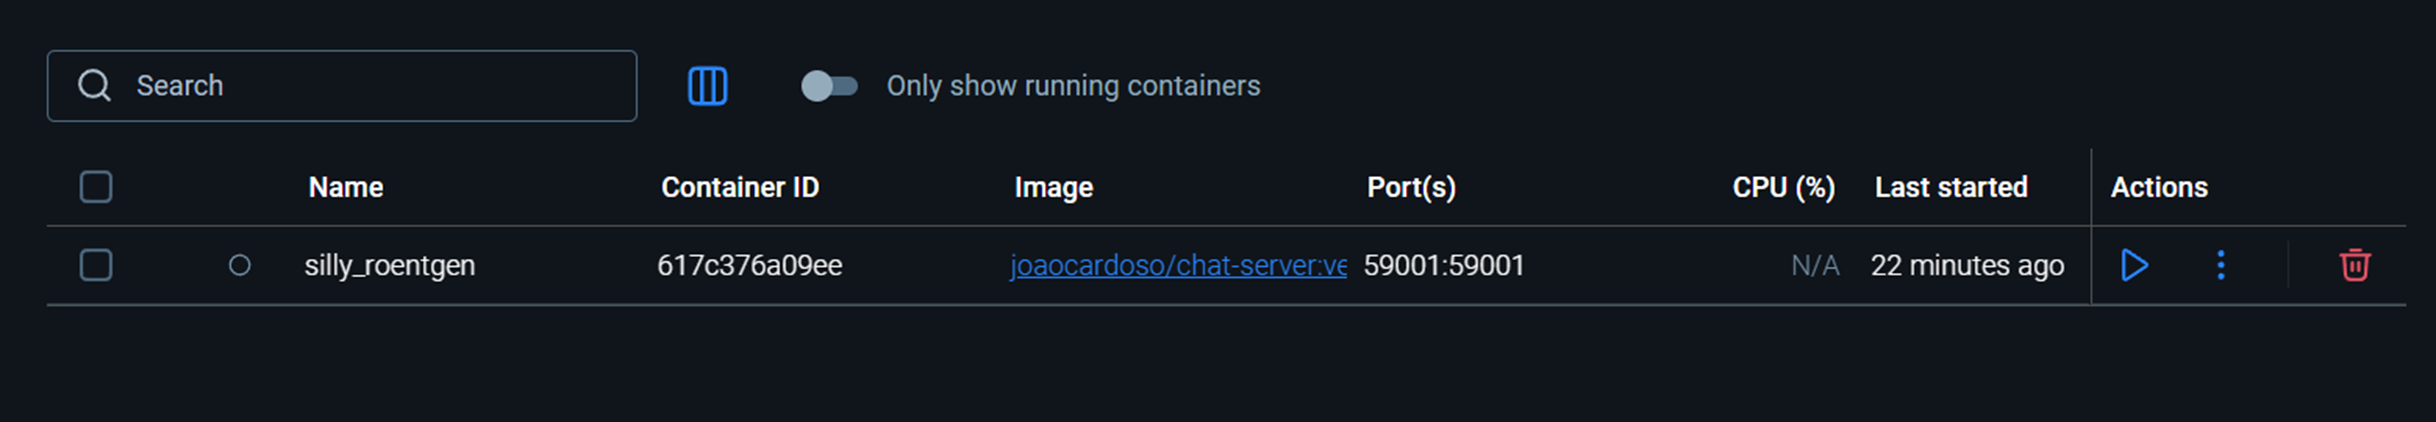 Search Only show running containers
Name Container ID Image Port(s) CPU (%) Last started Actions
silly_roentgen 617c376a09ee joaocardoso/chat-server:ve 59001:59001 N/A 22 minutes ago